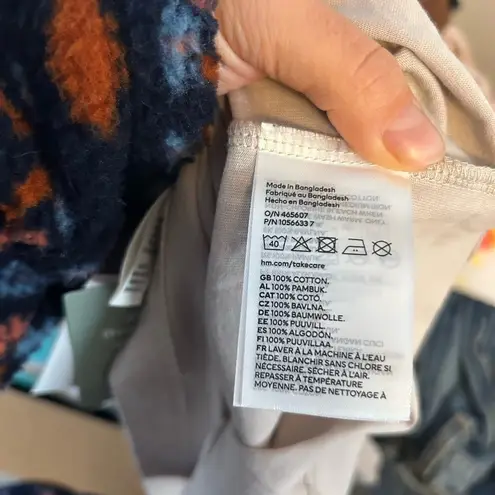 Made in Bangladesh
Fabriqué au Bangladesh
Hecho en Bangladesh
O/N 465607
P/N 1056633 7
40
hm.com/takecare
GB 100% COTTON.
AL 100% PAMBUK.
CAT 100% COTÓ.
CZ 100% BAVLNA.
DE 100% BAUMWOLLE.
EE 100% PUUVILL.
ES 100% ALGODÓN.
FI 100% PUUVILLAA.
FR LAVER À LA MACHINE À L'EAU
TIÈDE. BLANCHIR SANS CHLORE SI
NÉCESSAIRE. SÉCHER À L'AIR.
REPASSER À TEMPÉRATURE
MOYENNE. PAS DE NETTOYAGE À